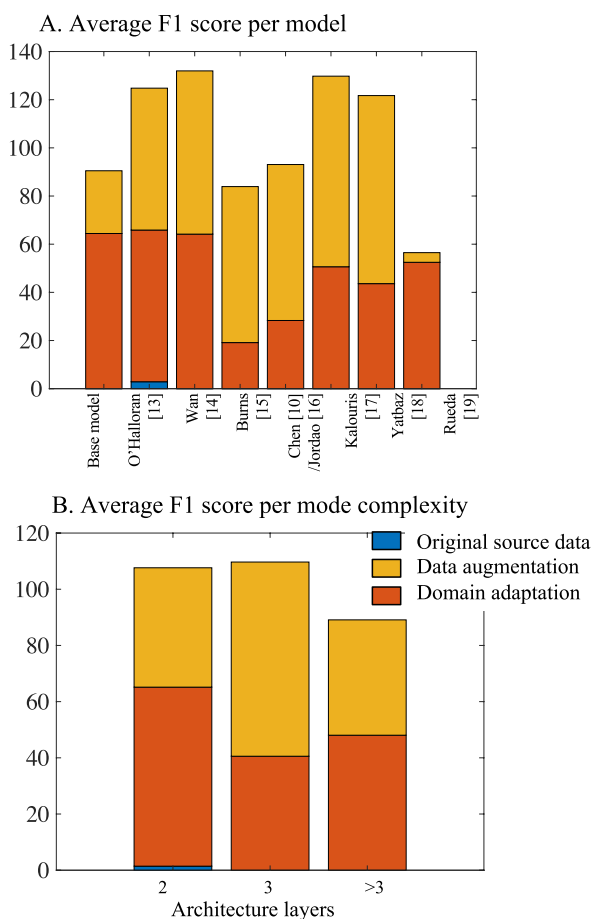 A. Average F1 score per model
140
120
100
80
60
40
20
0
Base model
O'Halloran
[13]
Wan
[14]
Burns
[15]
Chen [10]
/Jordao [16]
Kalouris
[17]
Yatbaz
[18]
Rueda
[19]
B. Average F1 score per mode complexity
120
100
80
60
40
20
0
Original source data
Data augmentation
Domain adaptation
2 3 >3
Architecture layers